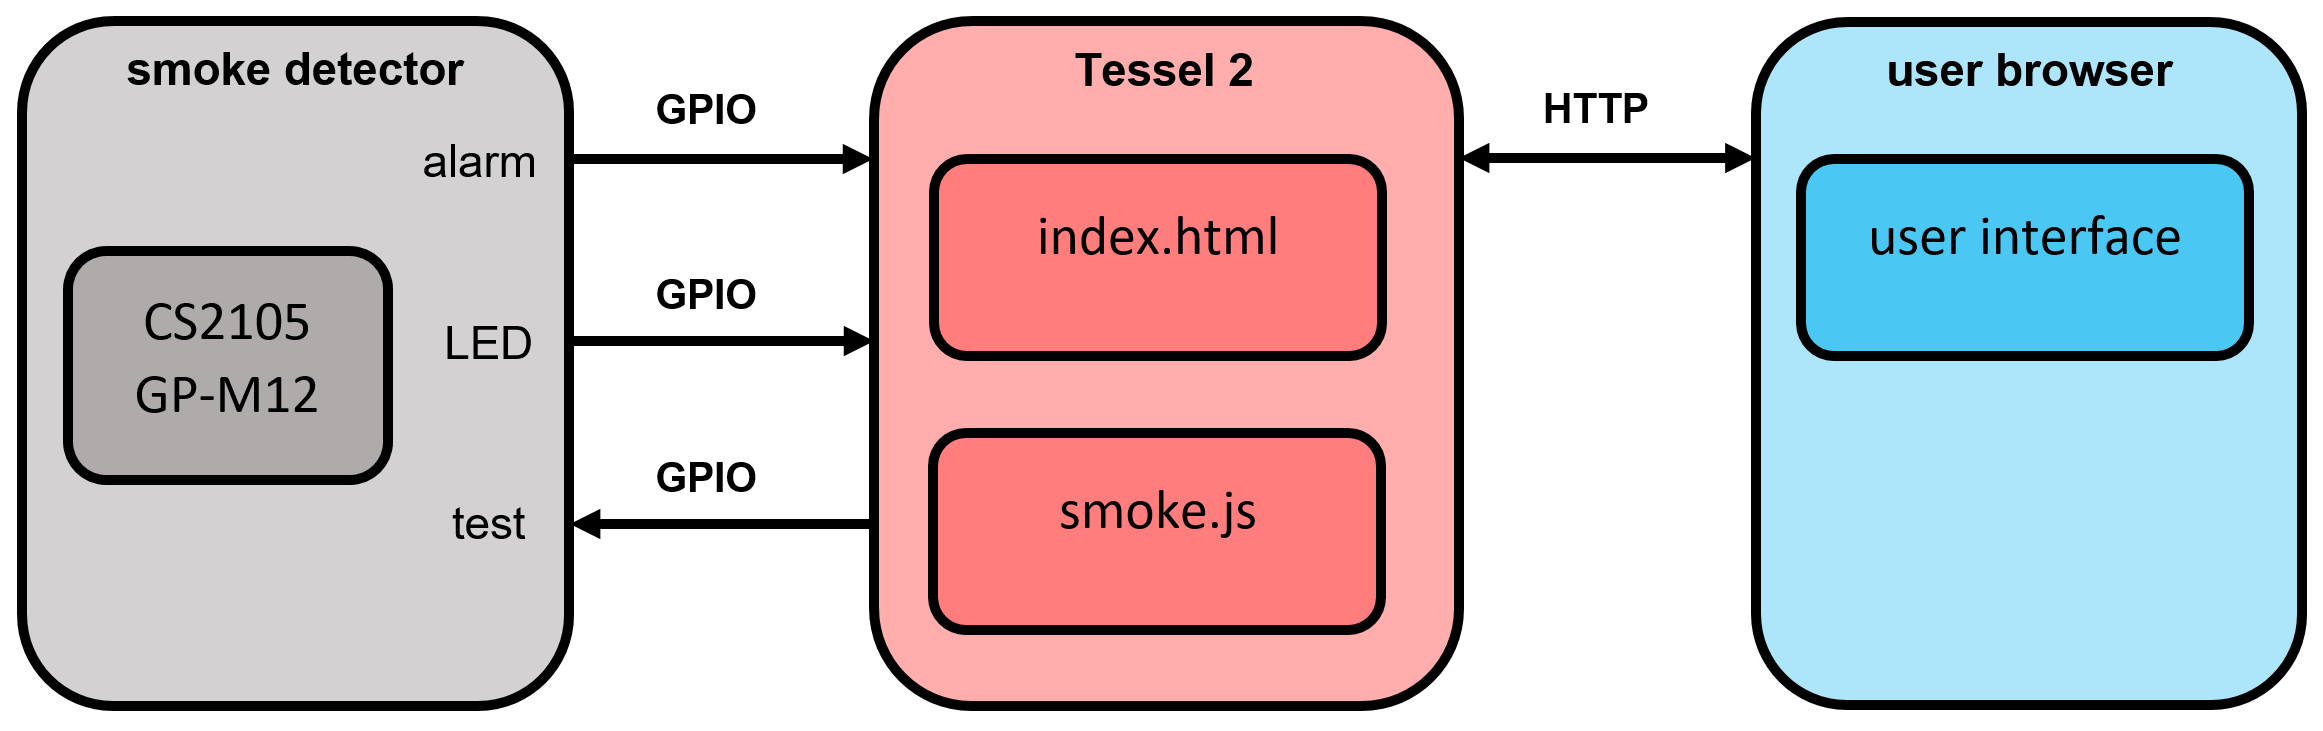 smoke detector
alarm
CS2105
GP-M12
LED
test
GPIO
GPIO
GPIO
Tessel 2
index.html
smoke.js
HTTP
user browser
user interface